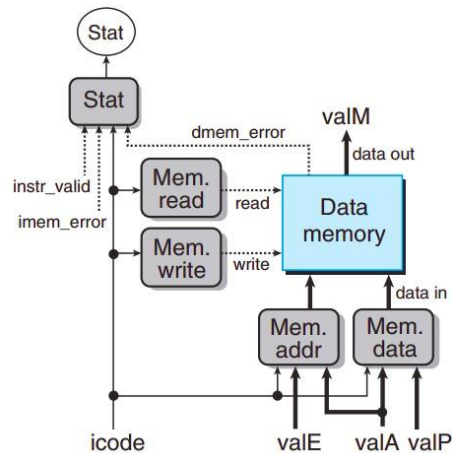 Stat
Stat
dmem_error
valM
data out
instr_valid
imem_error
Mem.
read
read
Data
memory
Mem.
write
write
data in
Mem.
addr
Mem.
data
icode
valE
valA
valP